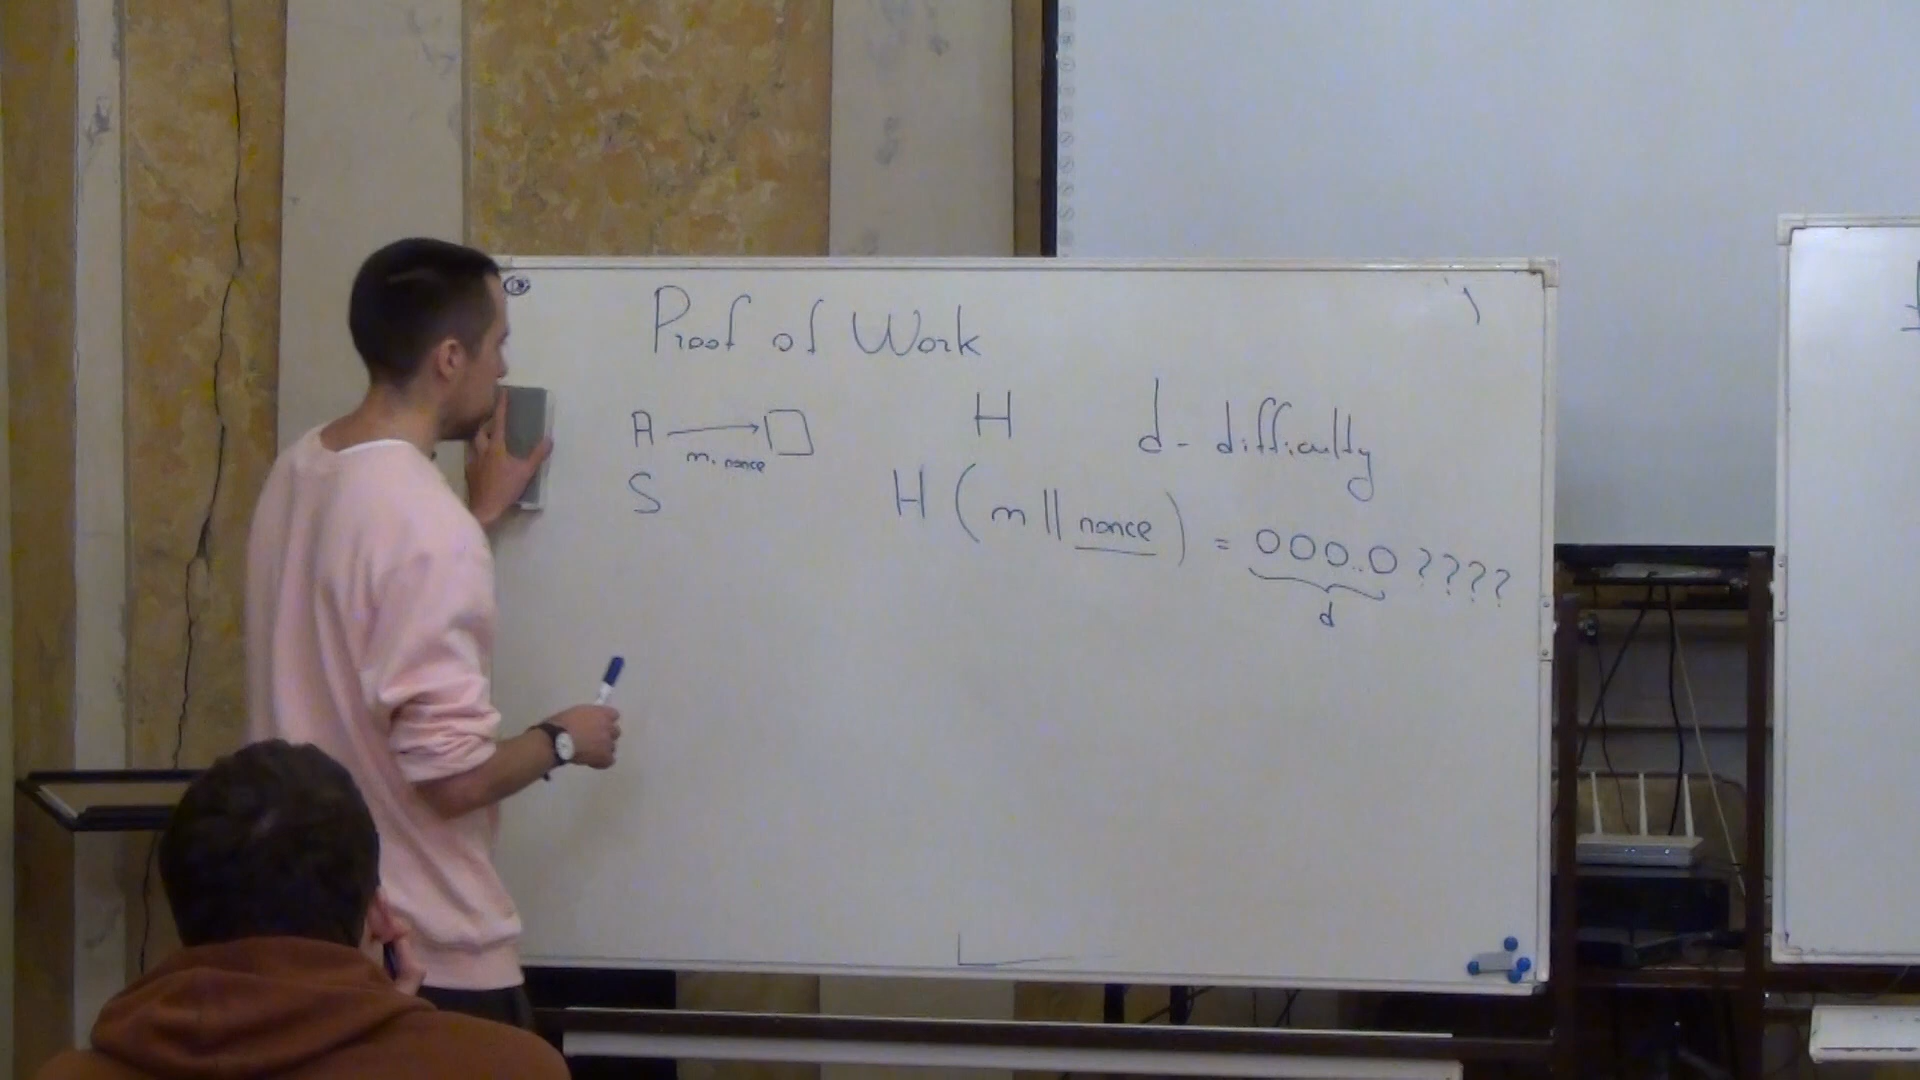 Proof of Work
A → □ H d - difficulty
m, nonce
S H ( m || nonce ) = 000..0 ????
d